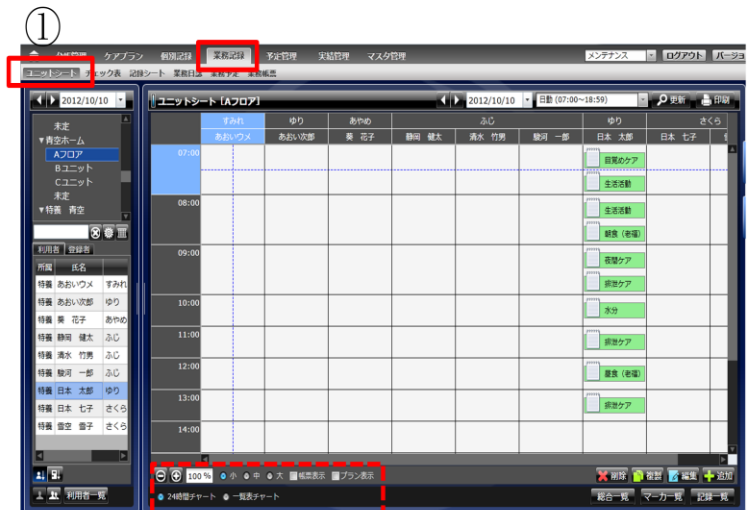 ①
ケアプラン 個別記録 業務記録 予定管理 実績管理 マスタ管理 メンテナンス ログアウト バージョ
ユニットシート チェック表 記録シート 業務日誌 業務予定 業務帳票
2012/10/10
ユニットシート [Aフロア] 2012/10/10 日勤 (07:00~18:59) 更新 印刷
未定
▼青空ホーム
Aフロア
Bユニット
Cユニット
未定
▼特養 青空
利用者 登録者
所属 氏名
特養 あおいウメ すみれ
特養 あおい次郎 ゆり
特養 葵 花子 あやめ
特養 静岡 健太 ふじ
特養 清水 竹男 ふじ
特養 駿河 一郎 ふじ
特養 日本 太郎 ゆり
特養 日本 七子 さくら
特養 雪空 雪子 さくら
利用者一覧
すみれ ゆり あやめ ふじ ゆり さくら
あおいウメ あおい次郎 葵 花子 静岡 健太 清水 竹男 駿河 一郎 日本 太郎 日本 七子
07:00 目覚めケア
生活活動
08:00 生活活動
朝食 (老福)
09:00 夜間ケア
排泄ケア
10:00 水分
11:00 排泄ケア
12:00 昼食 (老福)
13:00 排泄ケア
14:00
100 % 小 中 大 帳票表示 プラン表示 削除 複製 編集 追加
24時間チャート 一覧表チャート 総合一覧 マーカー覧 記録一覧